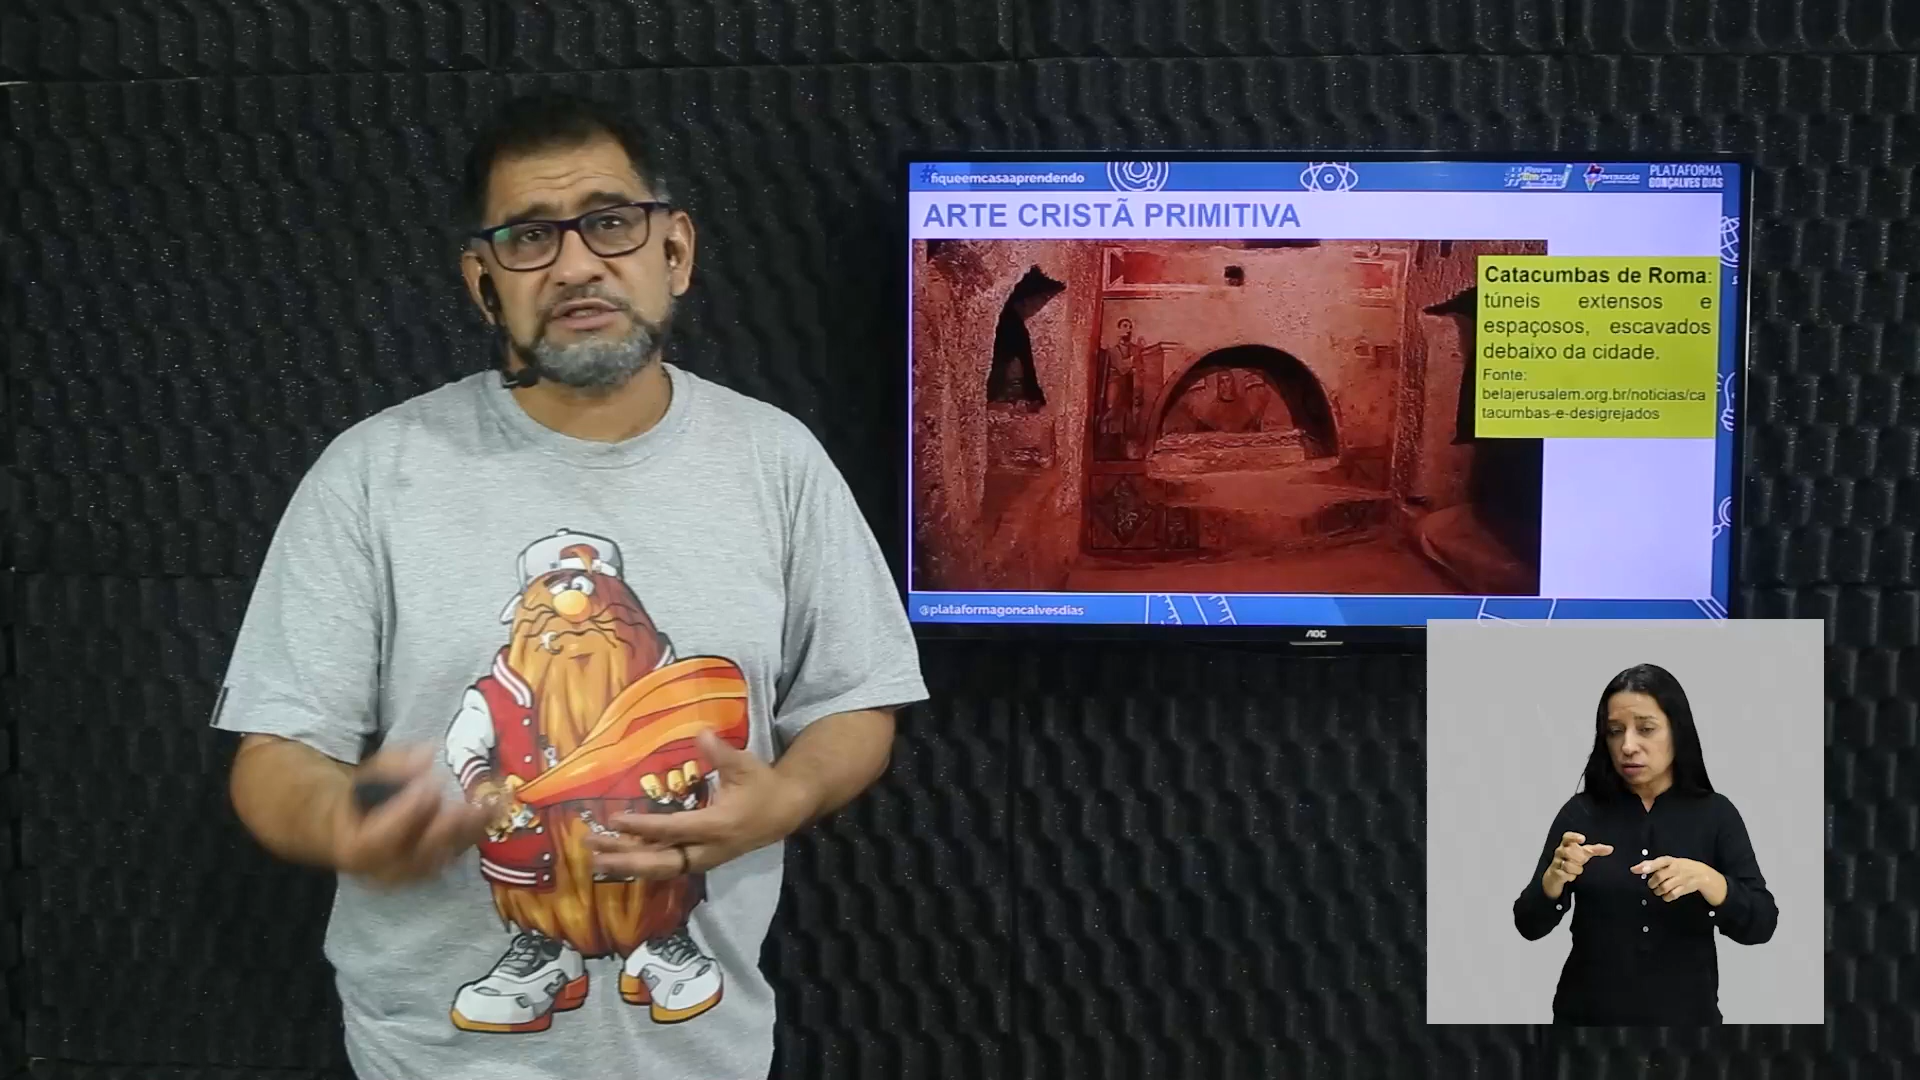 #fiqueemcasaaprendendo
PLATAFORMA
GONÇALVES DIAS
ARTE CRISTÃ PRIMITIVA
Catacumbas de Roma:
túneis extensos e
espaçosos, escavados
debaixo da cidade.
Fonte:
belajerusalem.org.br/noticias/ca
tacumbas-e-desigrejados
@plataformagoncalvesdias
AOC